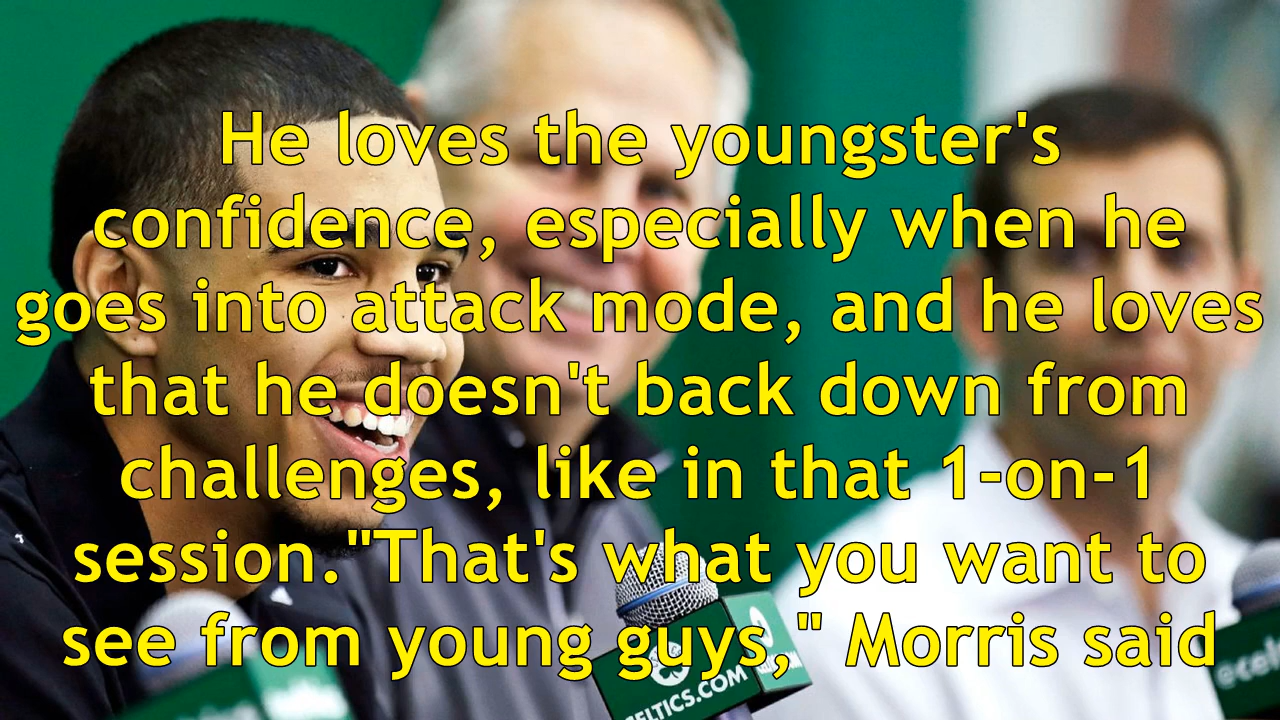 He loves the youngster's
confidence, especially when he
goes into attack mode, and he loves
that he doesn't back down from
challenges, like in that 1-on-1
session."That's what you want to
see from young guys," Morris said
CELTICS.COM